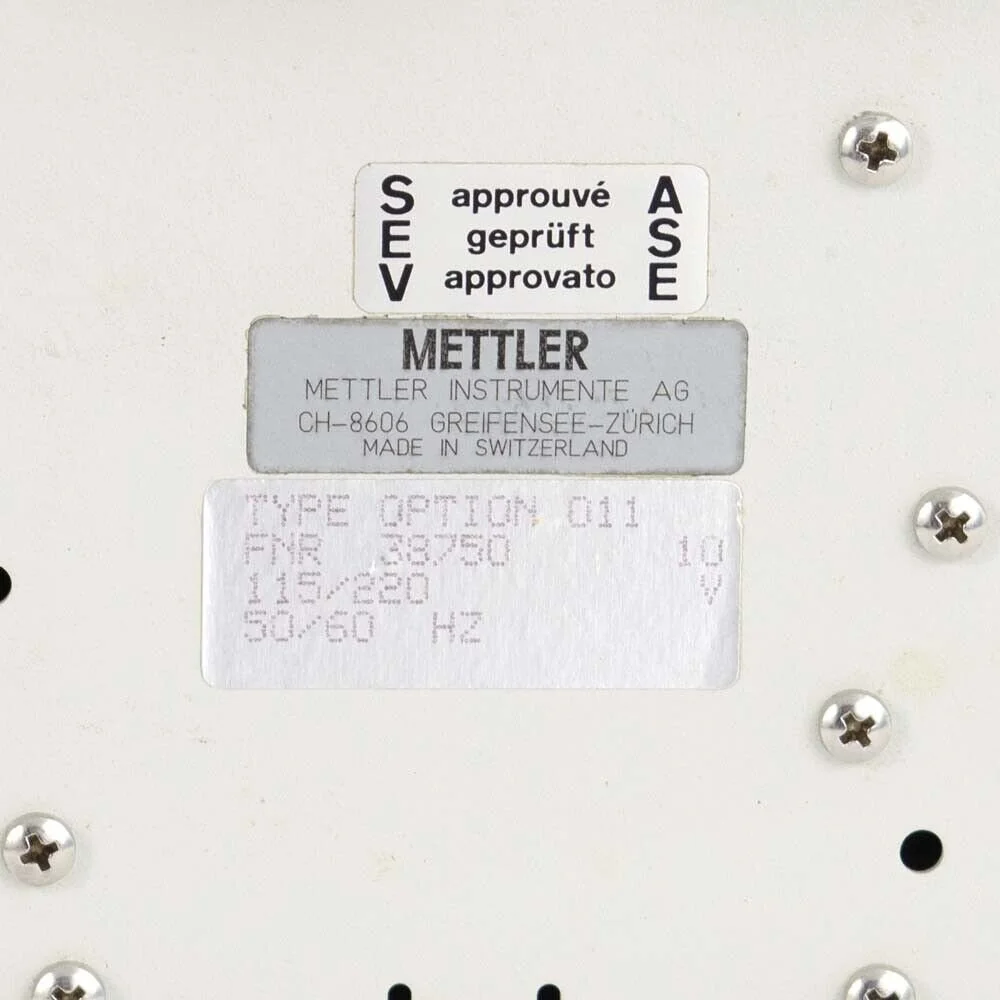 S approuvé A
E geprüft S
V approvato E
METTLER
METTLER INSTRUMENTE AG
CH-8606 GREIFENSEE-ZÜRICH
MADE IN SWITZERLAND
TYPE OPTION 011
FNR 38750 10
115/220 V
50/60 HZ